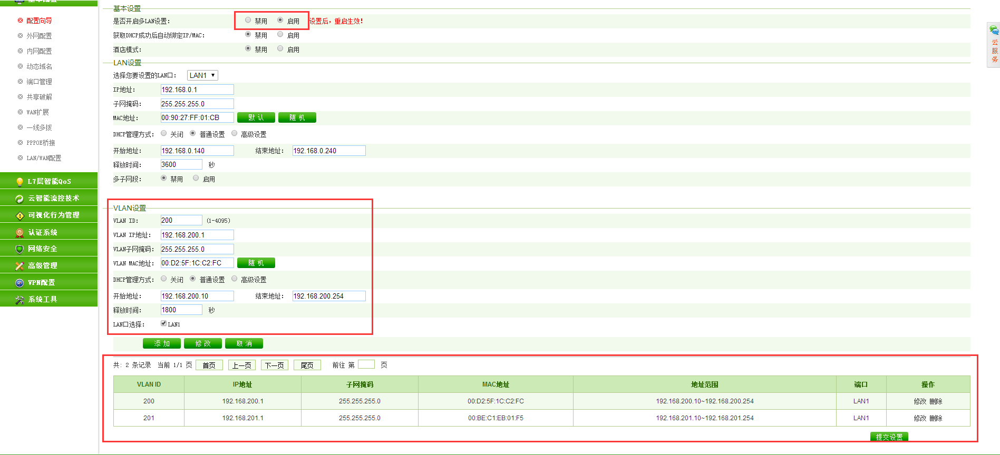 基本配置
配置向导
外网配置
内网配置
动态域名
端口管理
共享破解
WAN扩展
一线多拨
PPPOE桥接
LAN/WAN配置
L7层智能QoS
云智能流控技术
可视化行为管理
认证系统
网络安全
高级管理
VPN配置
系统工具
基本设置
是否开启多LAN设置: 禁用 启用 设置后，重启生效!
获取DHCP成功后自动绑定IP/MAC: 禁用 启用
酒店模式: 禁用 启用
LAN设置
选择您要设置的LAN口: LAN1
IP地址: 192.168.0.1
子网掩码: 255.255.255.0
MAC地址: 00:90:27:FF:01:CB 默认 随机
DHCP管理方式: 关闭 普通设置 高级设置
开始地址: 192.168.0.140 结束地址: 192.168.0.240
释放时间: 3600 秒
多子网段: 禁用 启用
VLAN设置
VLAN ID: 200 (1-4095)
VLAN IP地址: 192.168.200.1
VLAN子网掩码: 255.255.255.0
VLAN MAC地址: 00:D2:5F:1C:C2:FC 随机
DHCP管理方式: 关闭 普通设置 高级设置
开始地址: 192.168.200.10 结束地址: 192.168.200.254
释放时间: 1800 秒
LAN口选择: LAN1
添加 修改 取消
共: 2 条记录 当前 1/1 页 首页 上一页 下一页 尾页 前往 第 页
VLAN ID IP地址 子网掩码 MAC地址 地址范围 端口 操作
200 192.168.200.1 255.255.255.0 00:D2:5F:1C:C2:FC 192.168.200.10~192.168.200.254 LAN1 修改 删除
201 192.168.201.1 255.255.255.0 00:BE:C1:EB:01:F5 192.168.201.10~192.168.201.254 LAN1 修改 删除
提交设置
云服务